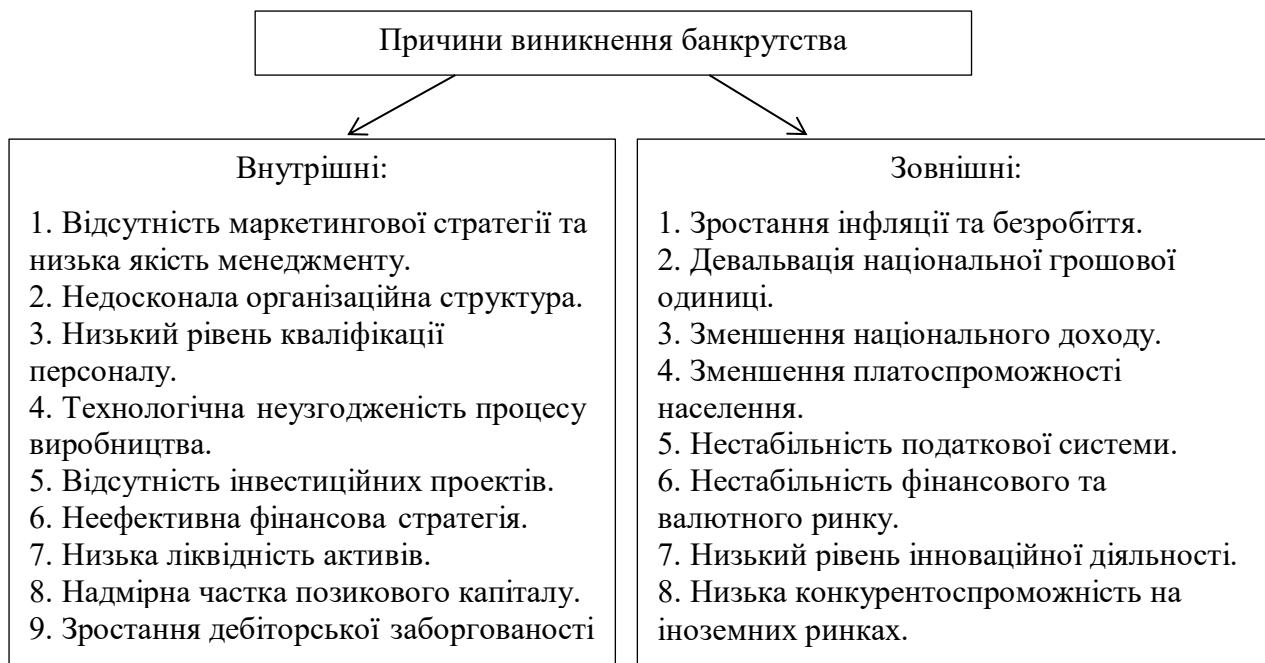 Причини виникнення банкрутства
Внутрішні:
1. Відсутність маркетингової стратегії та
низька якість менеджменту.
2. Недосконала організаційна структура.
3. Низький рівень кваліфікації
персоналу.
4. Технологічна неузгодженість процесу
виробництва.
5. Відсутність інвестиційних проектів.
6. Неефективна фінансова стратегія.
7. Низька ліквідність активів.
8. Надмірна частка позикового капіталу.
9. Зростання дебіторської заборгованості
Зовнішні:
1. Зростання інфляції та безробіття.
2. Девальвація національної грошової
одиниці.
3. Зменшення національного доходу.
4. Зменшення платоспроможності
населення.
5. Нестабільність податкової системи.
6. Нестабільність фінансового та
валютного ринку.
7. Низький рівень інноваційної діяльності.
8. Низька конкурентоспроможність на
іноземних ринках.